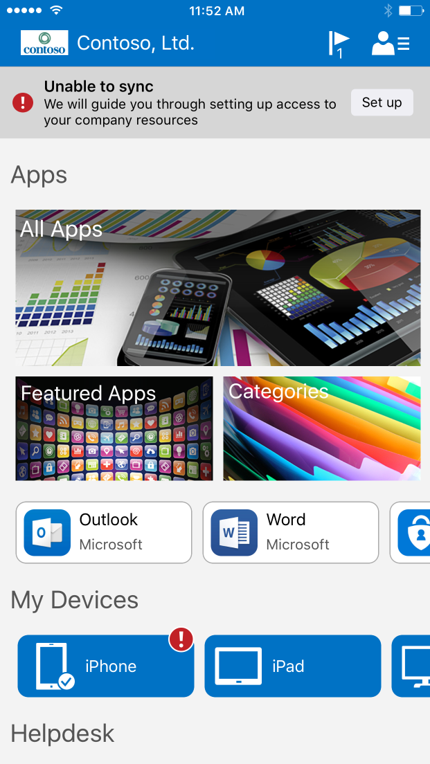 11:52 AM
contoso
Contoso, Ltd.
1
Unable to sync
We will guide you through setting up access to
your company resources
Set up
Apps
All Apps
Featured Apps
Categories
Outlook
Microsoft
Word
Microsoft
My Devices
iPhone
iPad
Helpdesk